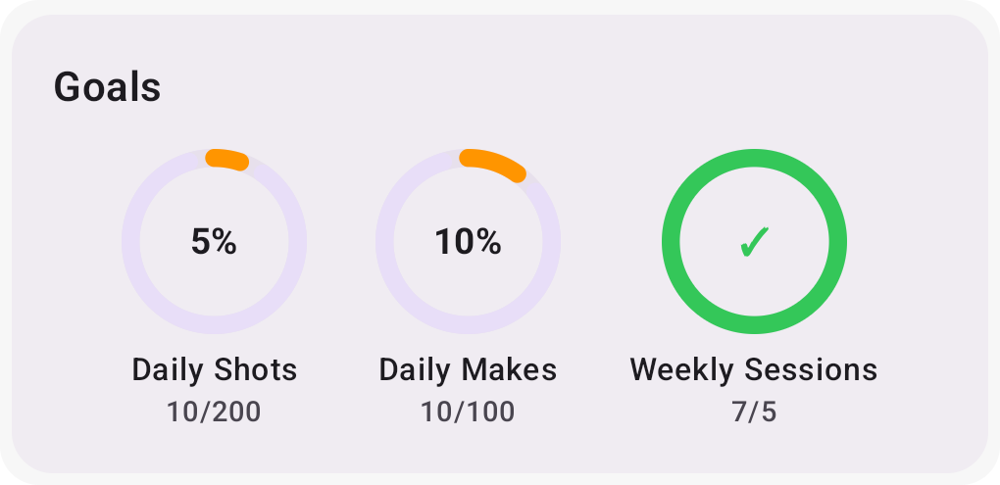 Goals
5%
10%
✓
Daily Shots
Daily Makes
Weekly Sessions
10/200
10/100
7/5